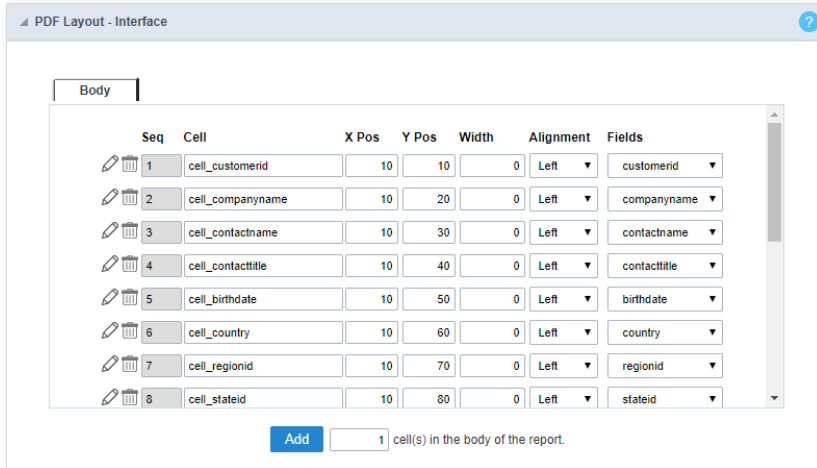 PDF Layout - Interface
?
Body
Seq Cell X Pos Y Pos Width Alignment Fields
1 cell_customerid 10 10 0 Left customerid
2 cell_companyname 10 20 0 Left companyname
3 cell_contactname 10 30 0 Left contactname
4 cell_contacttitle 10 40 0 Left contacttitle
5 cell_birthdate 10 50 0 Left birthdate
6 cell_country 10 60 0 Left country
7 cell_regionid 10 70 0 Left regionid
8 cell_stateid 10 80 0 Left stateid
Add 1 cell(s) in the body of the report.